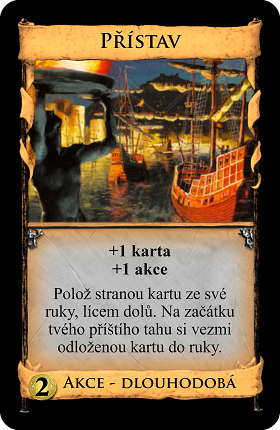 Přístav
+1 karta
+1 akce
Polož stranou kartu ze své
ruky, lícem dolů. Na začátku
tvého příštího tahu si vezmi
odloženou kartu do ruky.
2 Akce - dlouhodobá